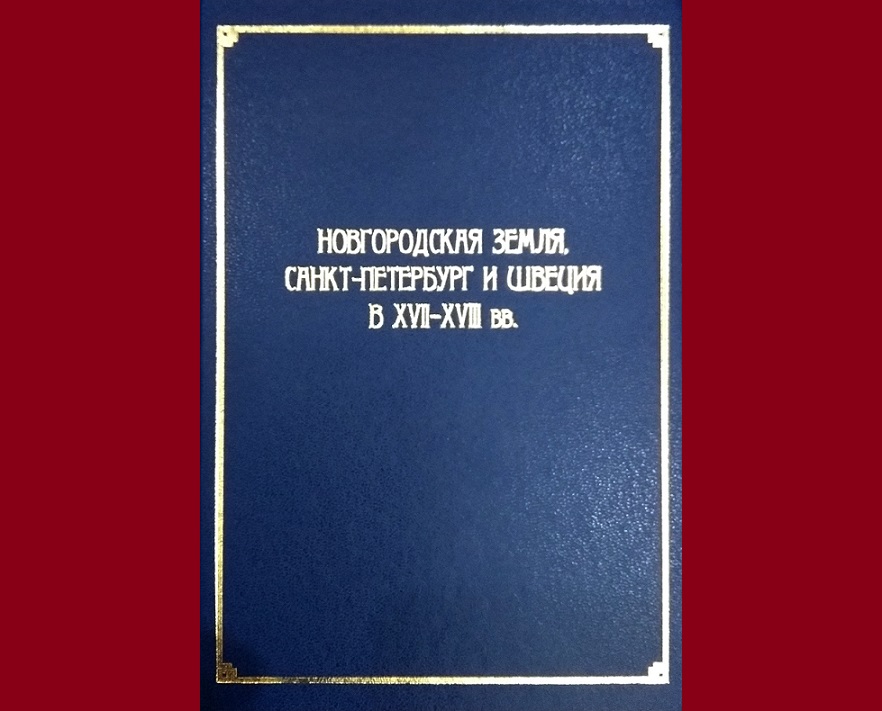 НОВГОРОДСКАЯ ЗЕМЛЯ,
САНКТ-ПЕТЕРБУРГ И ШВЕЦИЯ
В XVII–XVIII ВВ.